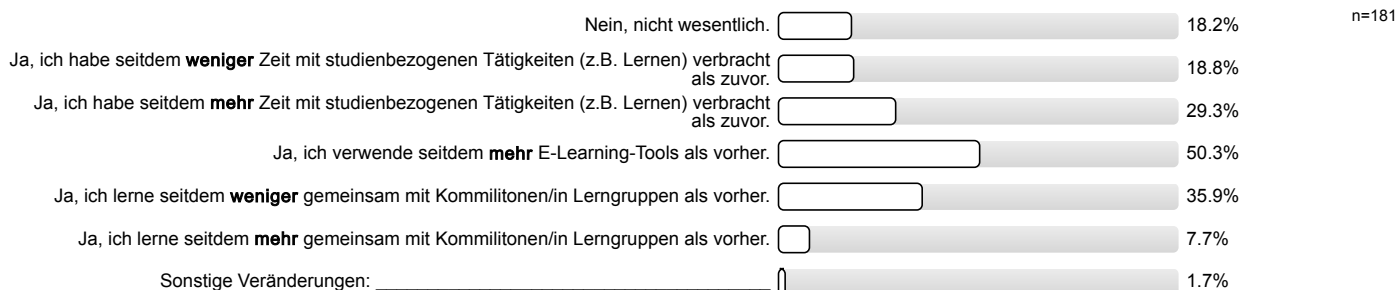 Nein, nicht wesentlich. 18.2% n=181
Ja, ich habe seitdem weniger Zeit mit studienbezogenen Tätigkeiten (z.B. Lernen) verbracht
als zuvor. 18.8%
Ja, ich habe seitdem mehr Zeit mit studienbezogenen Tätigkeiten (z.B. Lernen) verbracht
als zuvor. 29.3%
Ja, ich verwende seitdem mehr E-Learning-Tools als vorher. 50.3%
Ja, ich lerne seitdem weniger gemeinsam mit Kommilitonen/in Lerngruppen als vorher. 35.9%
Ja, ich lerne seitdem mehr gemeinsam mit Kommilitonen/in Lerngruppen als vorher. 7.7%
Sonstige Veränderungen: ________________________________________ 1.7%